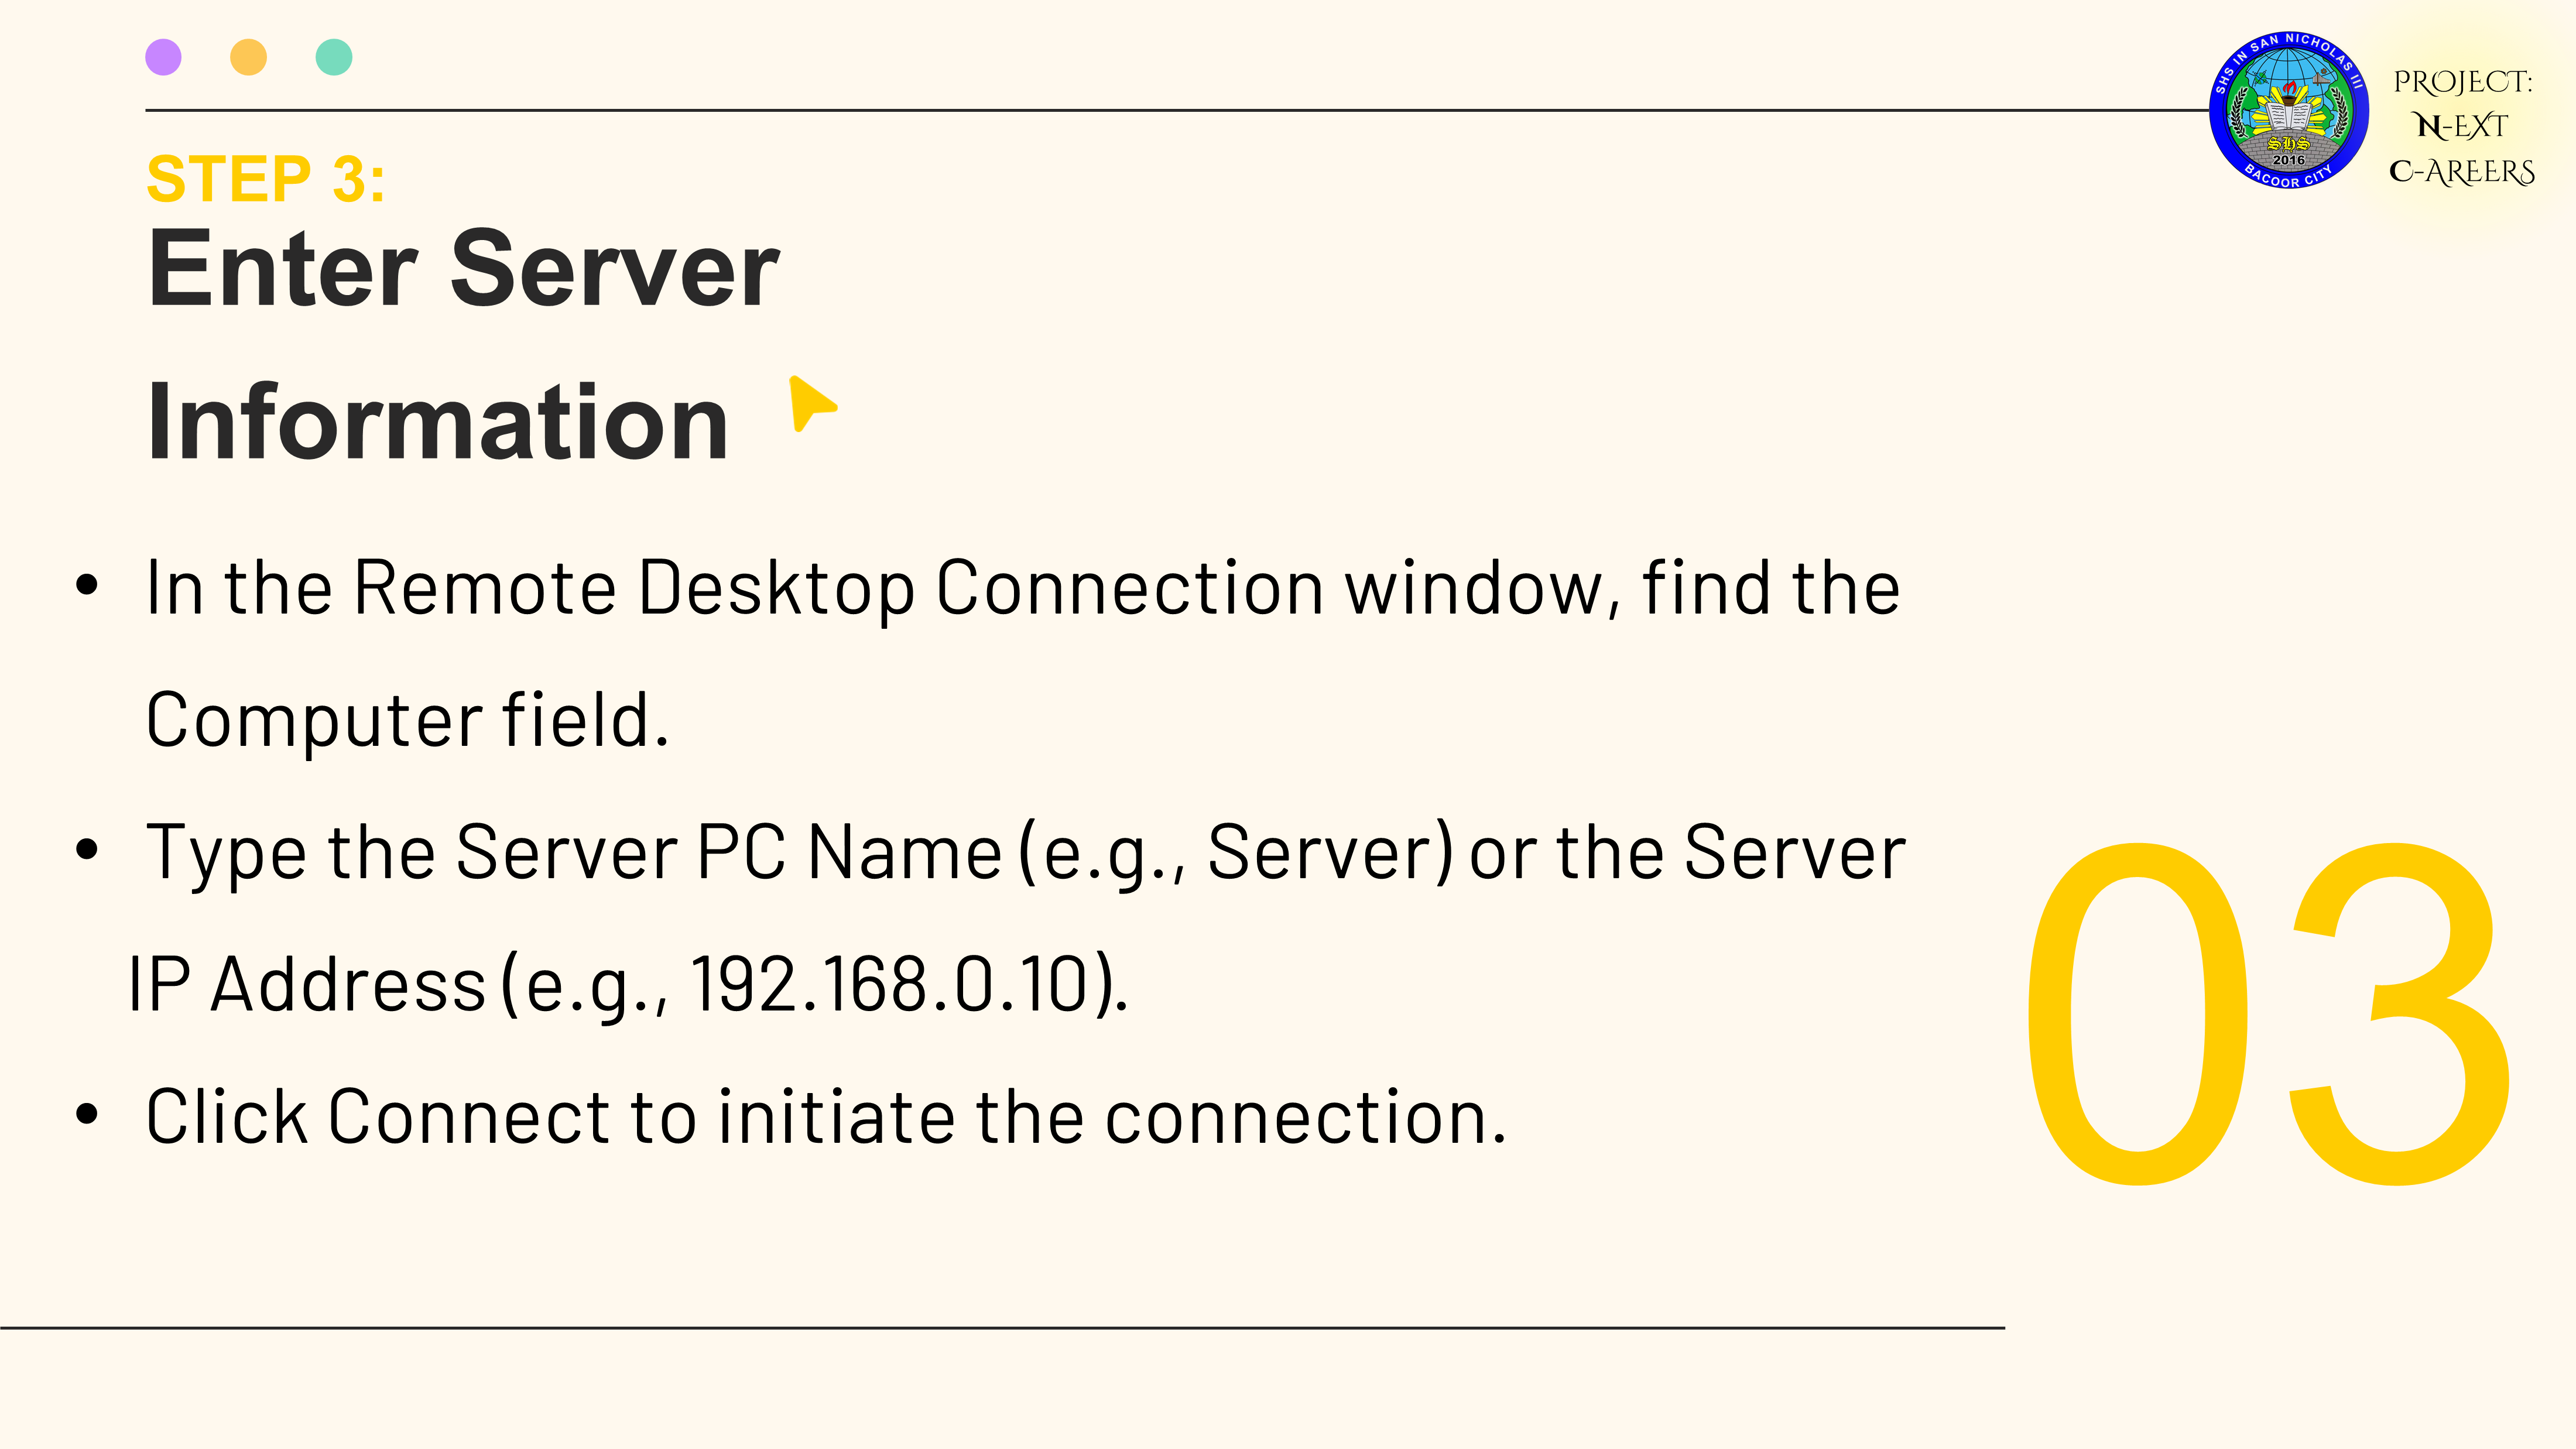 SHS IN SAN NICHOLAS III
SHS
2016
BACOOR CITY
PROJECT:
N-EXT
C-AREERS
STEP 3:
Enter Server
Information
• In the Remote Desktop Connection window, find the
Computer field.
• Type the Server PC Name (e.g., Server) or the Server
IP Address (e.g., 192.168.0.10).
• Click Connect to initiate the connection.
03